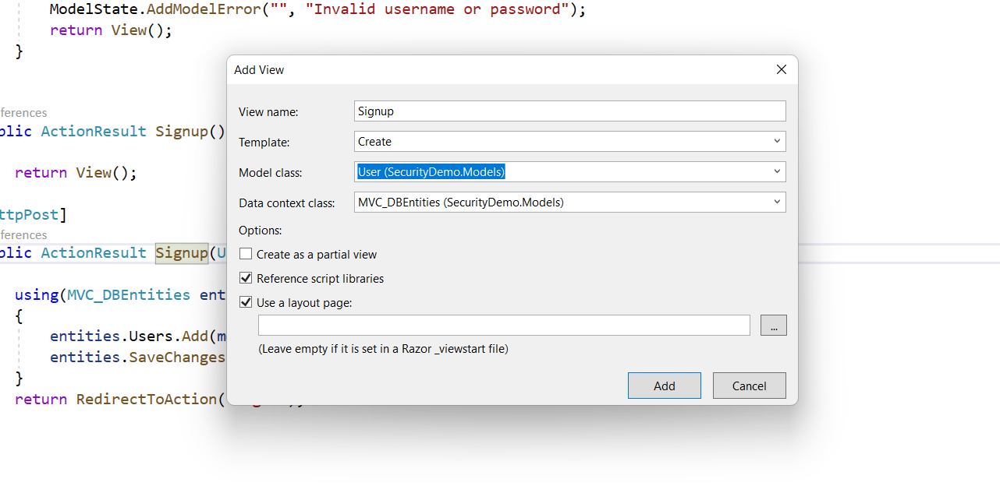 ModelState.AddModelError("", "Invalid username or password");
return View();
}
Add View
View name:
Signup
Template:
Create
Model class:
User (SecurityDemo.Models)
Data context class:
MVC_DBEntities (SecurityDemo.Models)
Options:
Create as a partial view
Reference script libraries
Use a layout page:
...
(Leave empty if it is set in a Razor _viewstart file)
Add
Cancel
ferences
blic ActionResult Signup()
return View();
ttpPost]
ferences
blic ActionResult Signup(U
using(MVC_DBEntities ent
{
entities.Users.Add(m
entities.SaveChanges
}
return RedirectToAction(